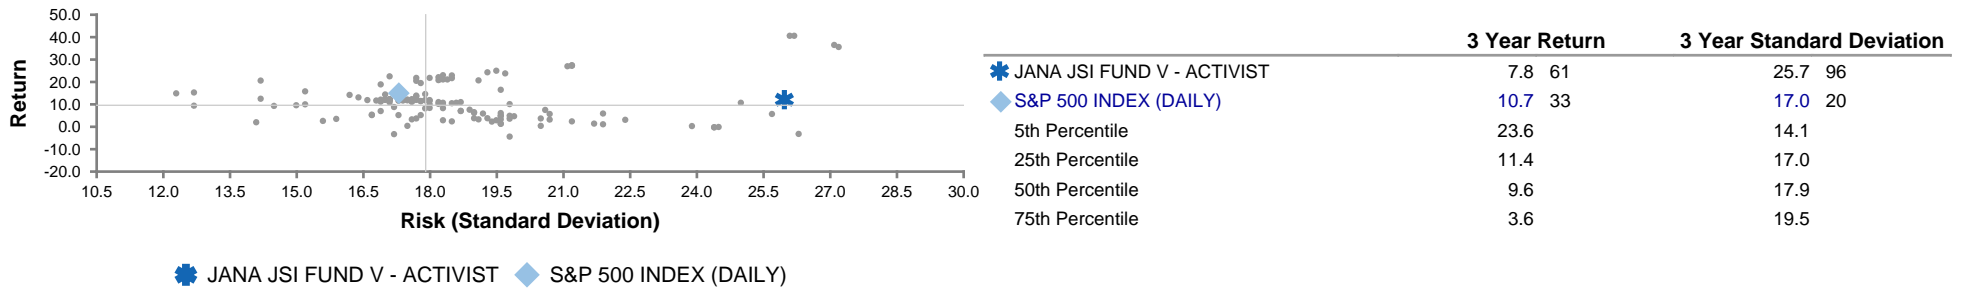 50.0
40.0
30.0
20.0
10.0
0.0
-10.0
-20.0
Return
10.5 12.0 13.5 15.0 16.5 18.0 19.5 21.0 22.5 24.0 25.5 27.0 28.5 30.0
Risk (Standard Deviation)
JANA JSI FUND V - ACTIVIST S&P 500 INDEX (DAILY)
3 Year Return 3 Year Standard Deviation
JANA JSI FUND V - ACTIVIST 7.8 61 25.7 96
S&P 500 INDEX (DAILY) 10.7 33 17.0 20
5th Percentile 23.6 14.1
25th Percentile 11.4 17.0
50th Percentile 9.6 17.9
75th Percentile 3.6 19.5